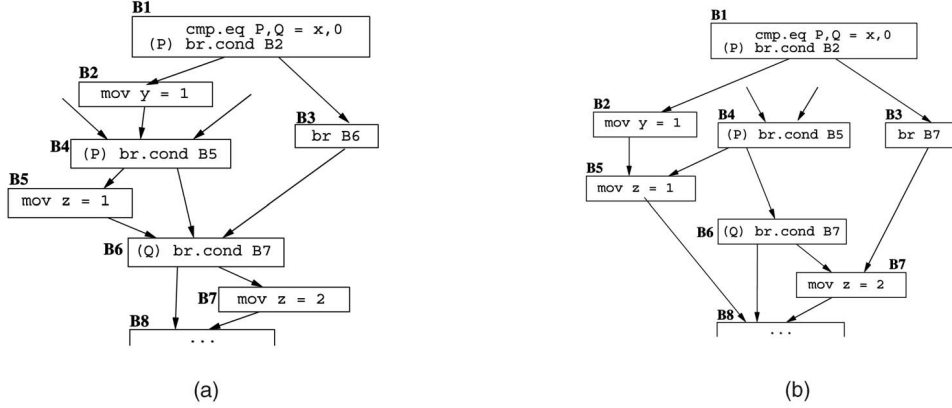 B1
cmp.eq P,Q = x,0
(P) br.cond B2
B2
mov y = 1
B3
br B6
B4
(P) br.cond B5
B5
mov z = 1
B6
(Q) br.cond B7
B7
mov z = 2
B8
...
(a)
B1
cmp.eq P,Q = x,0
(P) br.cond B2
B2
mov y = 1
B4
(P) br.cond B5
B3
br B7
B5
mov z = 1
B6
(Q) br.cond B7
B7
mov z = 2
B8
...
(b)